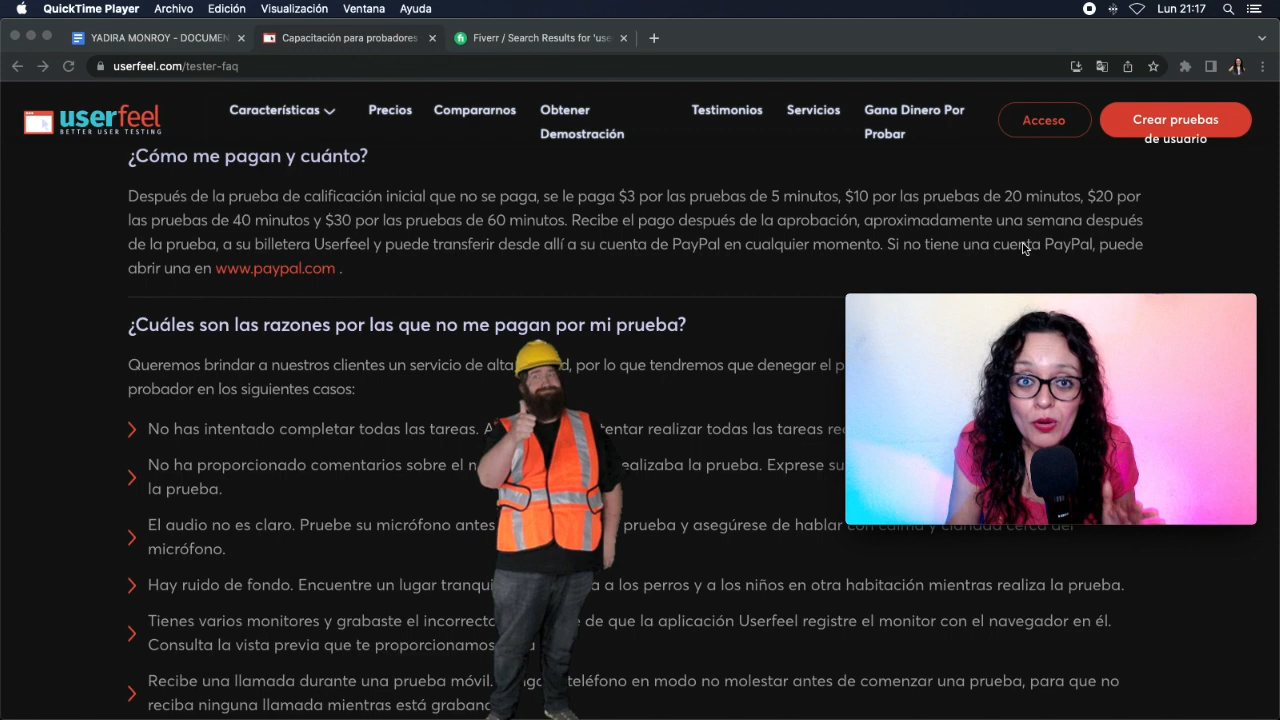 QuickTime Player Archivo Edición Visualización Ventana Ayuda Lun 21:17
YADIRA MONROY - DOCUMEN Capacitación para probadores Fiverr / Search Results for 'use
userfeel.com/tester-faq
userfeel
BETTER USER TESTING
Características Precios Compararnos Obtener Demostración Testimonios Servicios Gana Dinero Por Probar Acceso Crear pruebas de usuario
¿Cómo me pagan y cuánto?
Después de la prueba de calificación inicial que no se paga, se le paga $3 por las pruebas de 5 minutos, $10 por las pruebas de 20 minutos, $20 por
las pruebas de 40 minutos y $30 por las pruebas de 60 minutos. Recibe el pago después de la aprobación, aproximadamente una semana después
de la prueba, a su billetera Userfeel y puede transferir desde allí a su cuenta de PayPal en cualquier momento. Si no tiene una cuenta PayPal, puede
abrir una en www.paypal.com .
¿Cuáles son las razones por las que no me pagan por mi prueba?
Queremos brindar a nuestros clientes un servicio de alta d, por lo que tendremos que denegar el p
probador en los siguientes casos:
No has intentado completar todas las tareas. A tentar realizar todas las tareas rec
No ha proporcionado comentarios sobre el n ealizaba la prueba. Exprese su
la prueba.
El audio no es claro. Pruebe su micrófono antes prueba y asegúrese de hablar con calma y claridad cerca del
micrófono.
Hay ruido de fondo. Encuentre un lugar tranqui a a los perros y a los niños en otra habitación mientras realiza la prueba.
Tienes varios monitores y grabaste el incorrecto de que la aplicación Userfeel registre el monitor con el navegador en él.
Consulta la vista previa que te proporcionamos
Recibe una llamada durante una prueba móvil. teléfono en modo no molestar antes de comenzar una prueba, para que no
reciba ninguna llamada mientras está graband